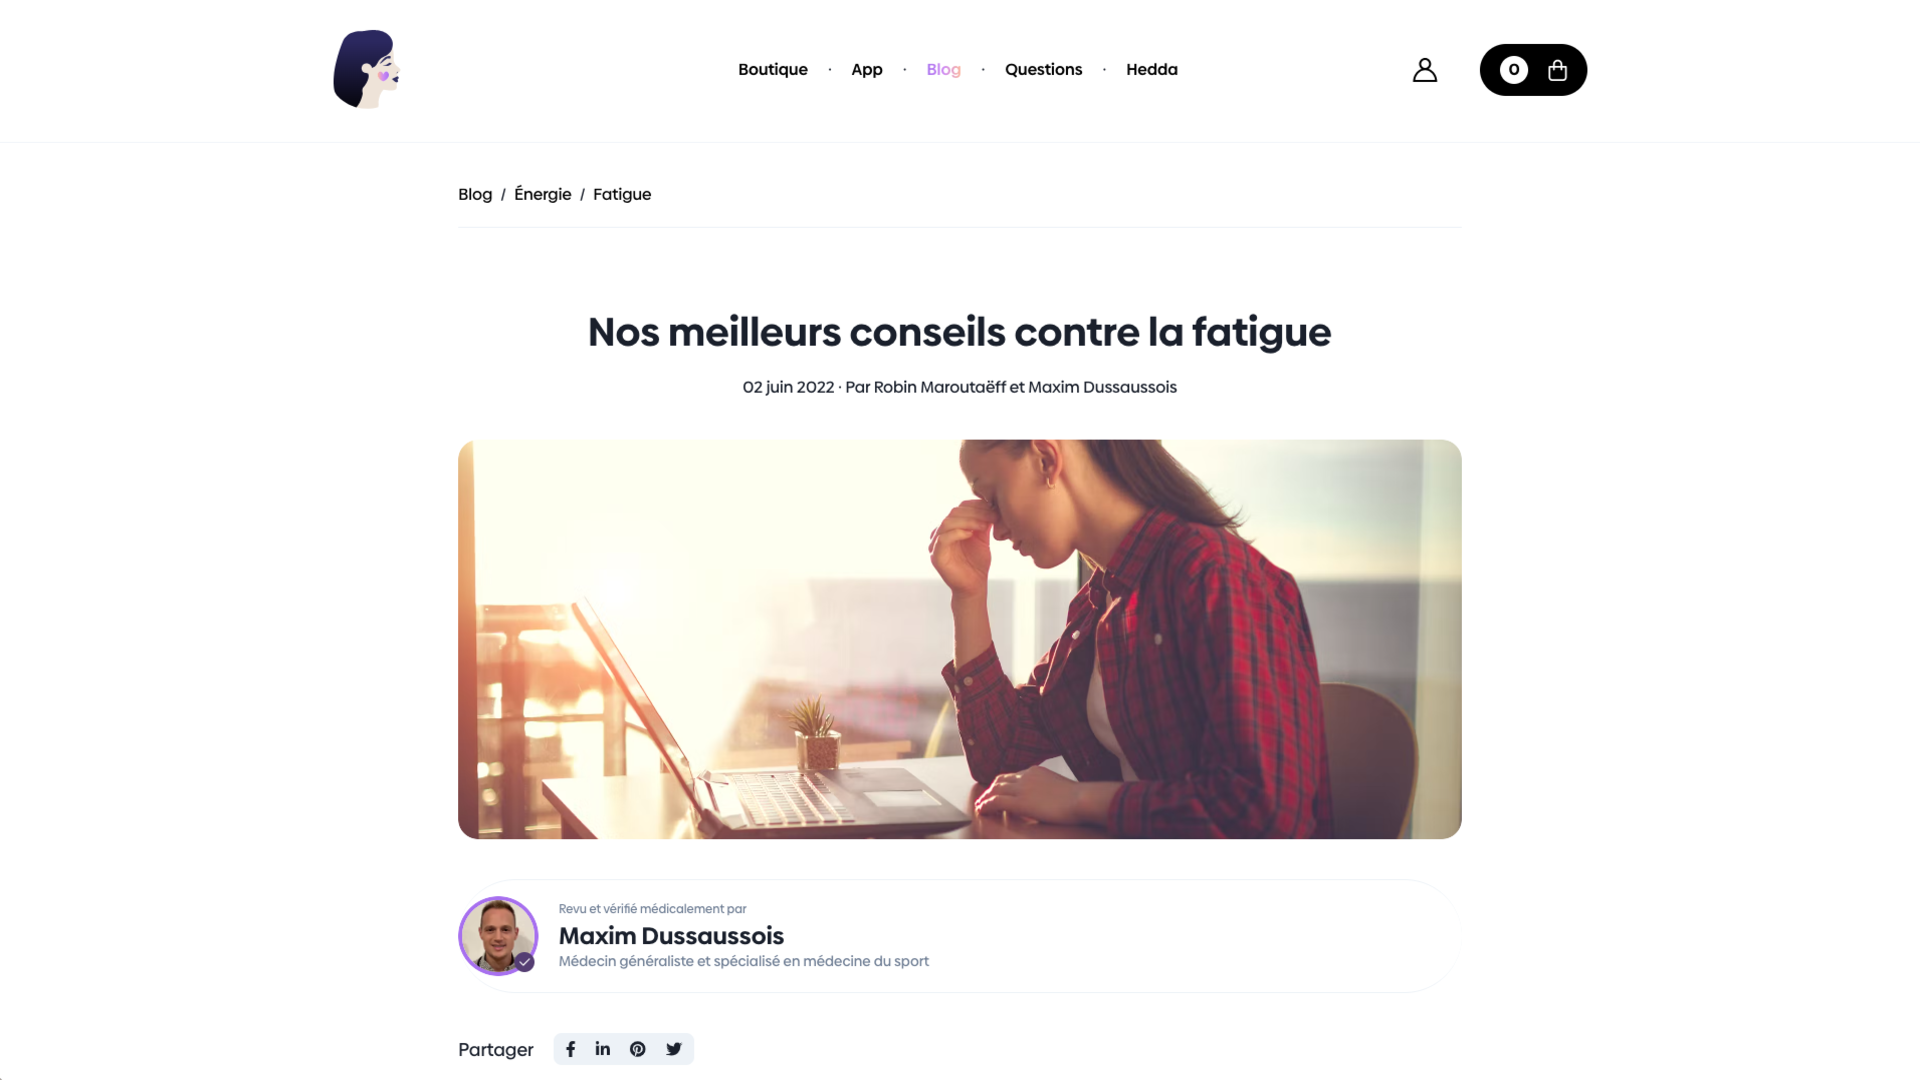 Boutique · App · Blog · Questions · Hedda
0
Blog / Énergie / Fatigue
Nos meilleurs conseils contre la fatigue
02 juin 2022 · Par Robin Maroutaëff et Maxim Dussaussois
Revu et vérifié médicalement par
Maxim Dussaussois
Médecin généraliste et spécialisé en médecine du sport
Partager